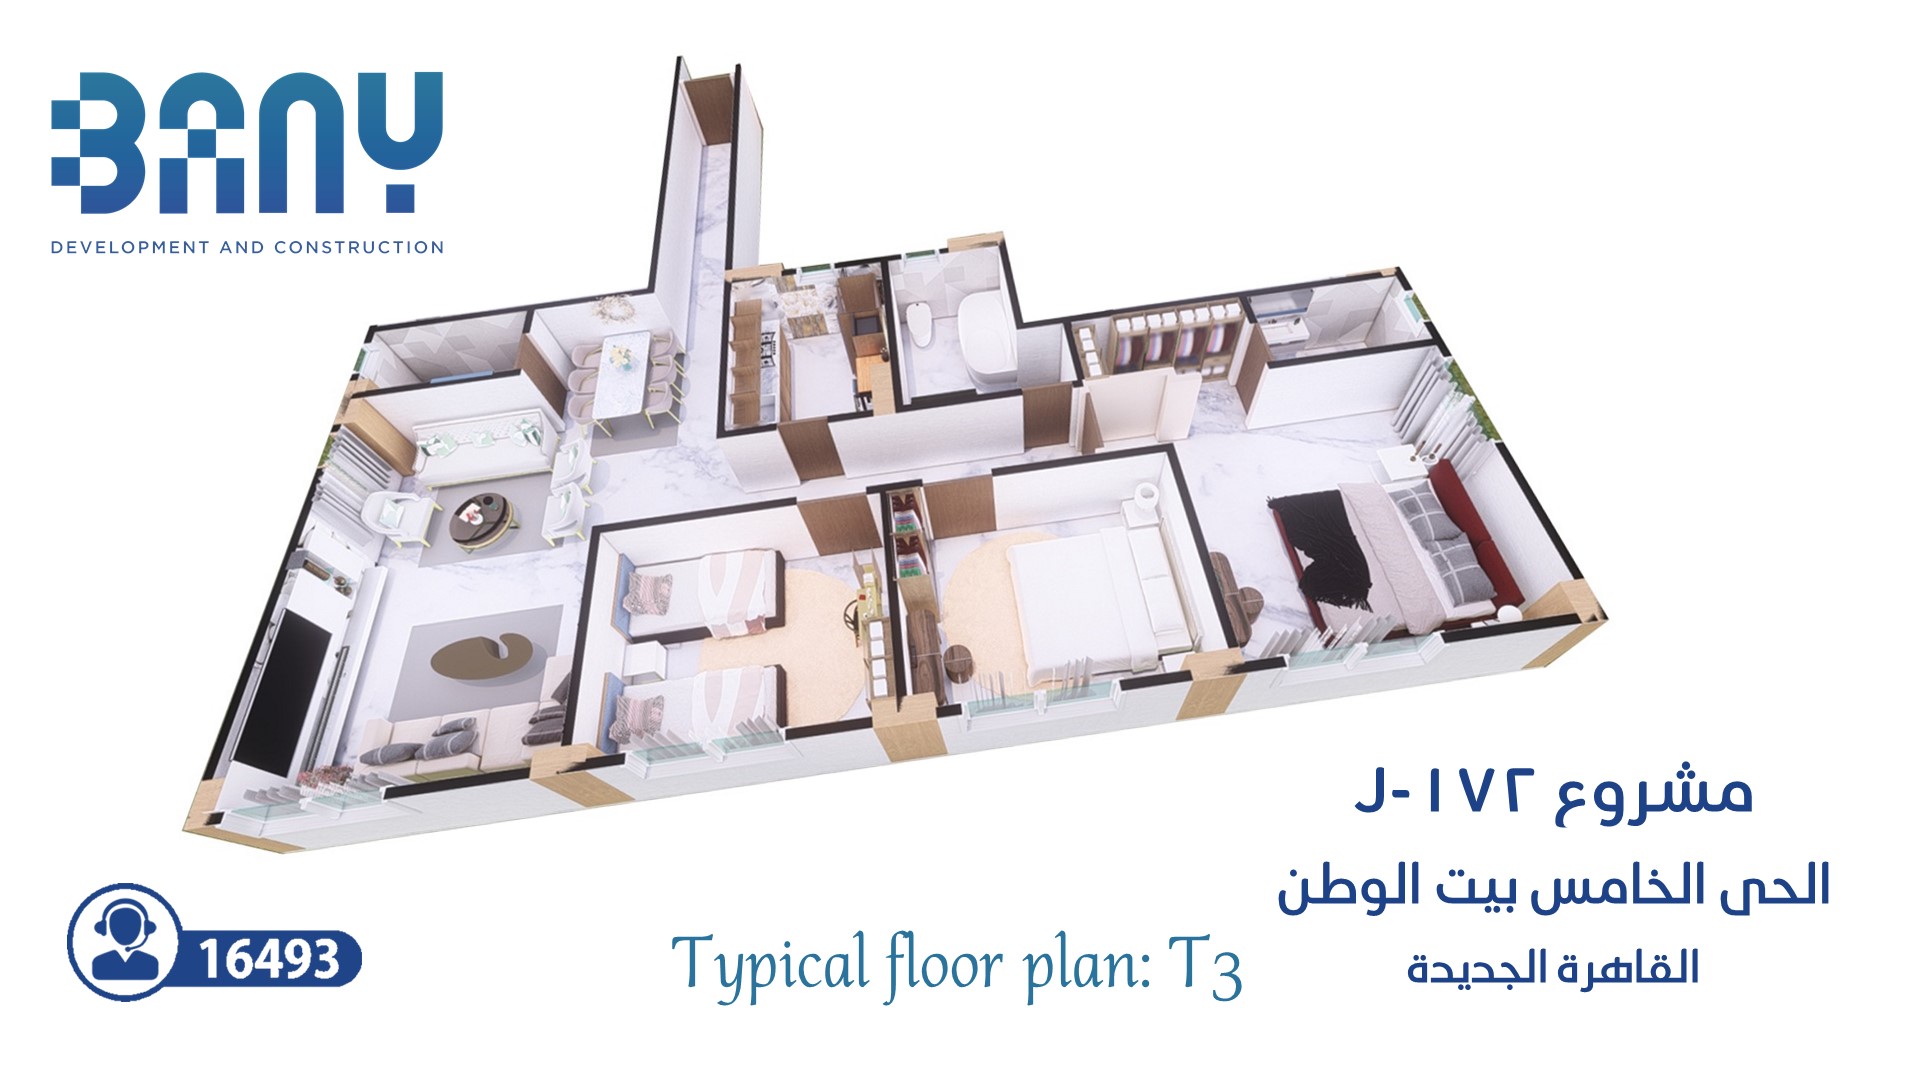 BANY
DEVELOPMENT AND CONSTRUCTION
مشروع J-١٧٢
الحى الخامس بيت الوطن
القاهرة الجديدة
Typical floor plan: T3
16493